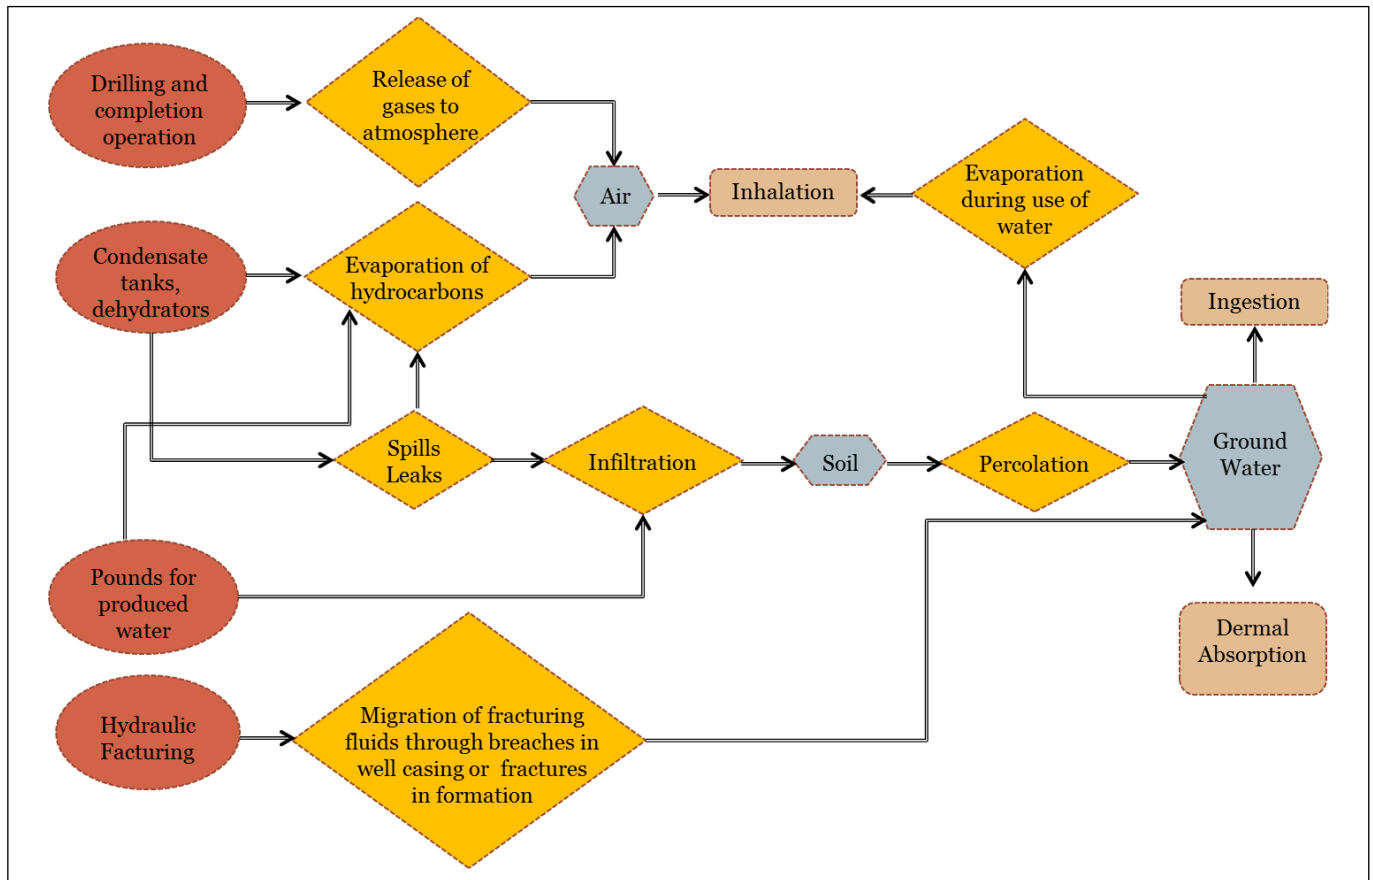 Drilling and
completion
operation
Release of
gases to
atmosphere
Air
Inhalation
Evaporation
during use of
water
Condensate
tanks,
dehydrators
Evaporation of
hydrocarbons
Ingestion
Spills
Leaks
Infiltration
Soil
Percolation
Ground
Water
Pounds for
produced
water
Dermal
Absorption
Hydraulic
Facturing
Migration of fracturing
fluids through breaches in
well casing or fractures
in formation